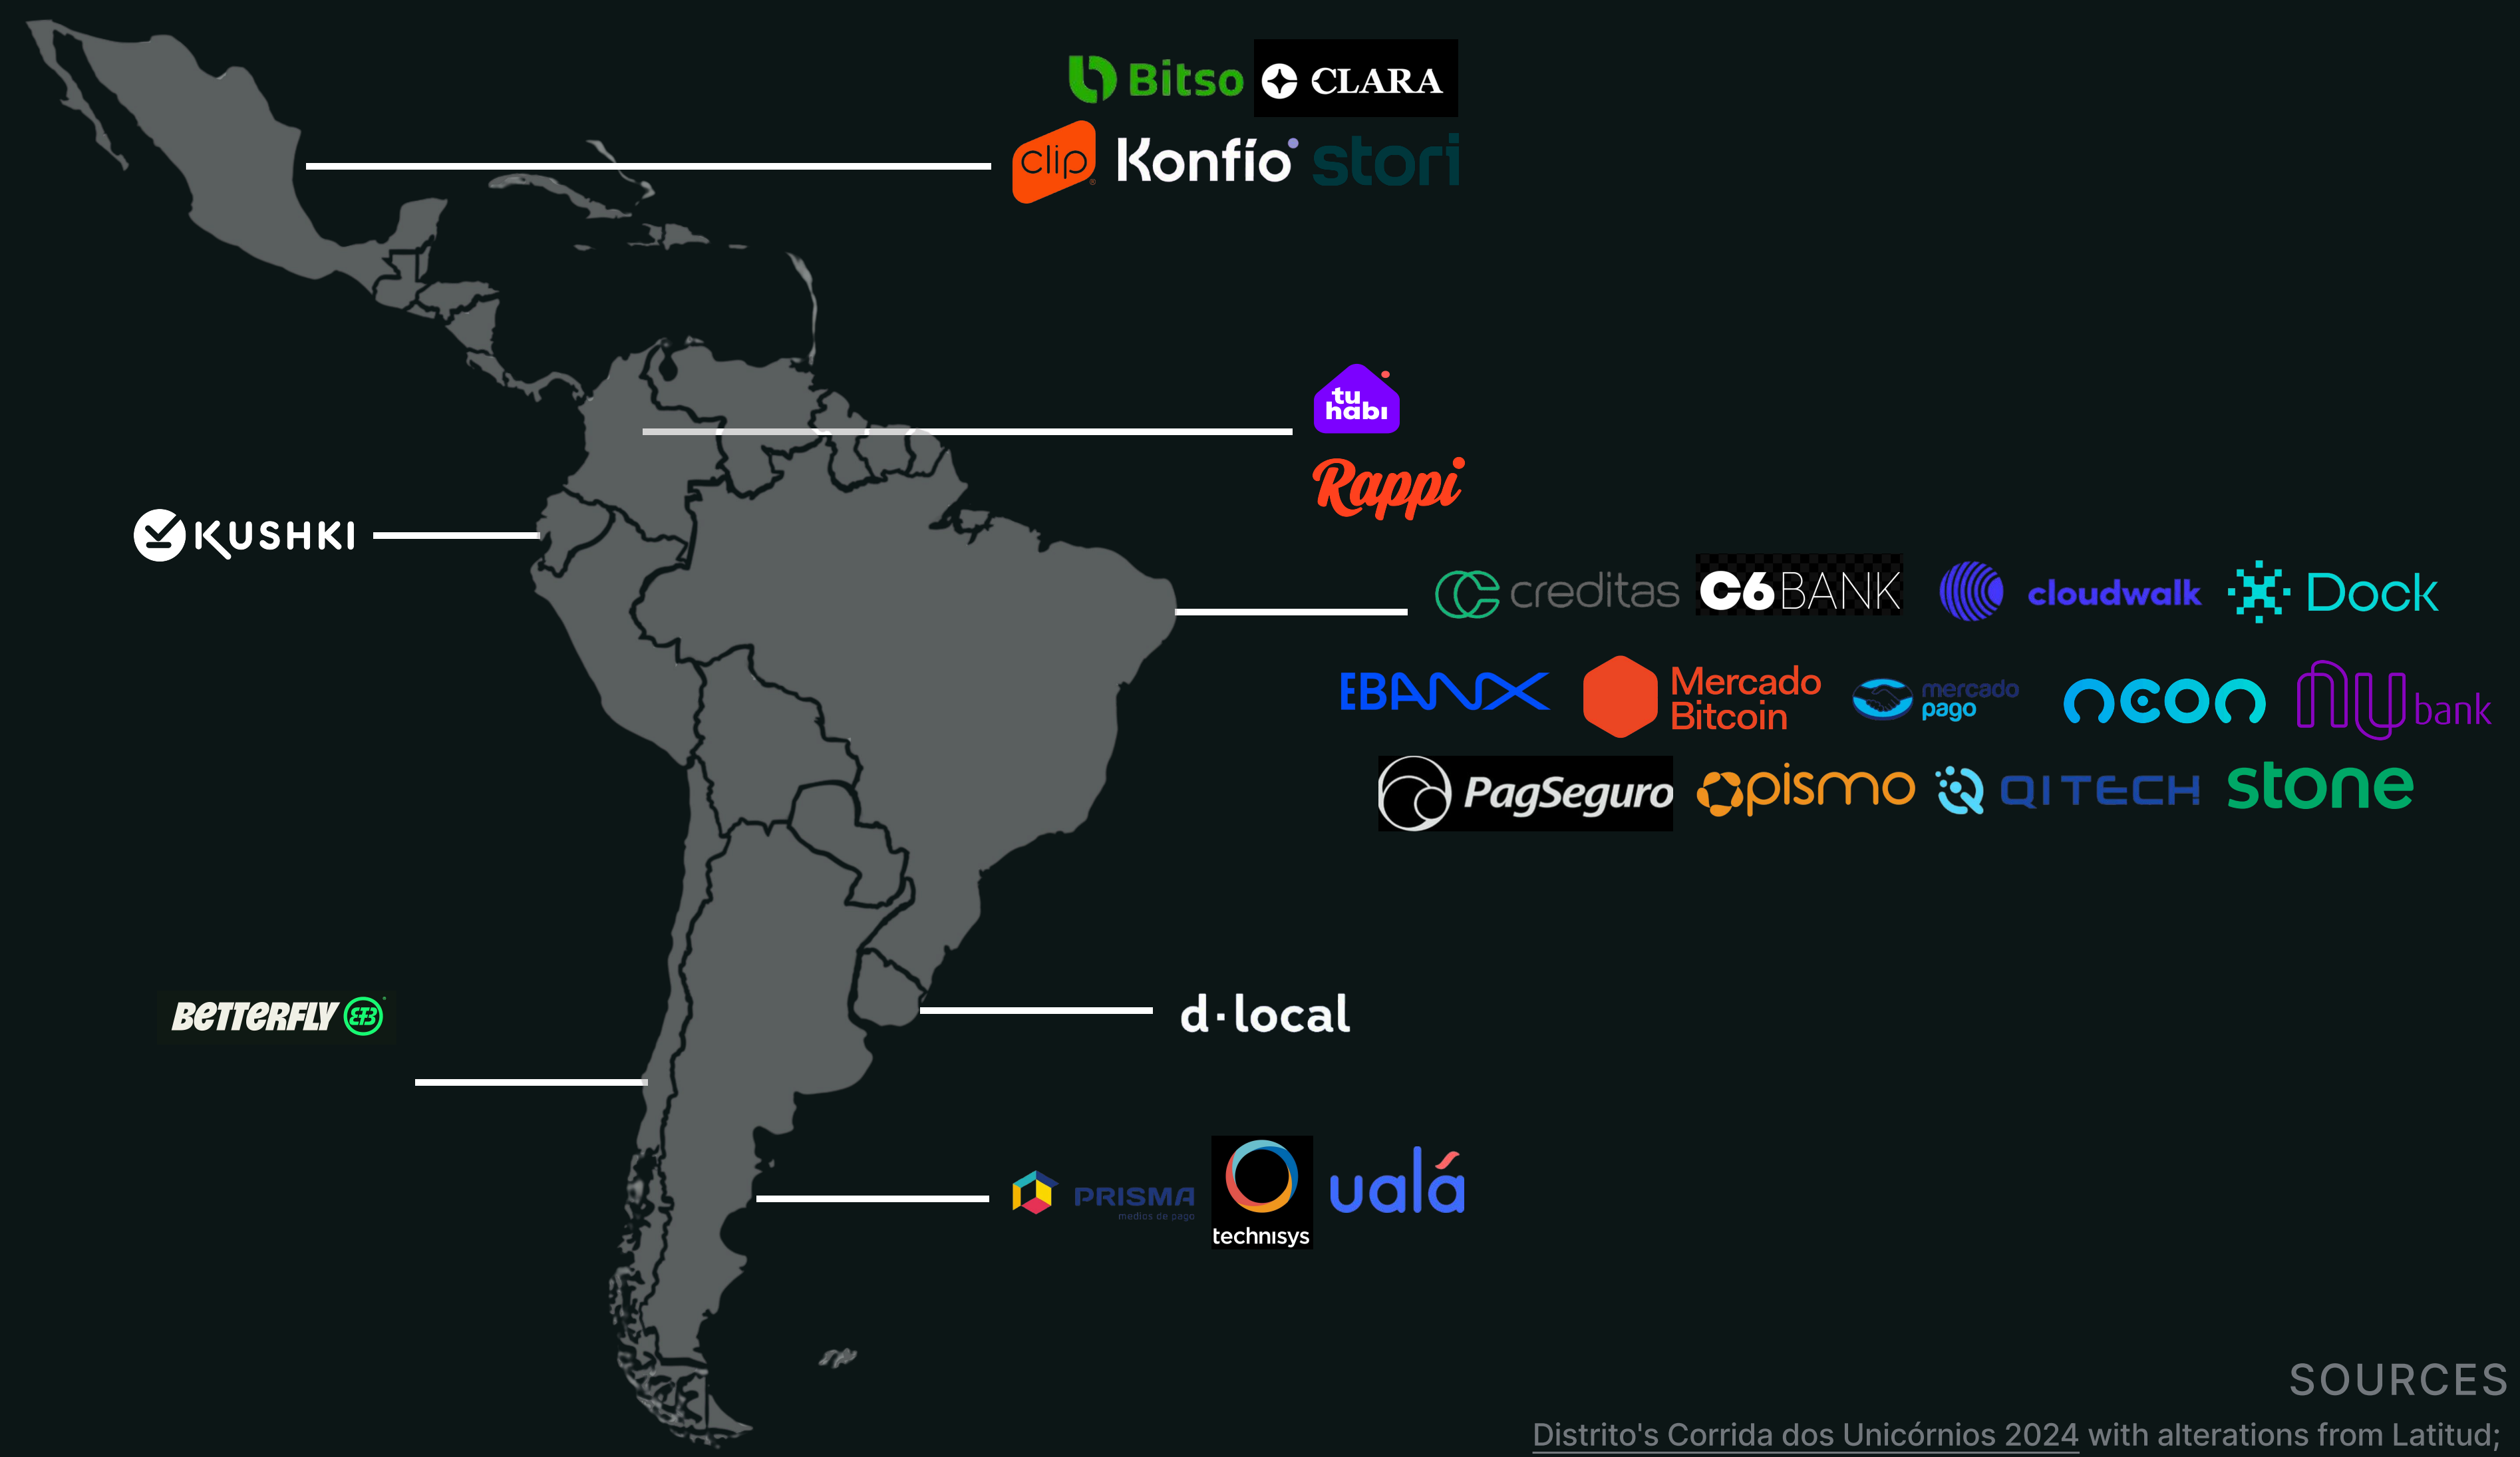 Bitso CLARA
clip Konfío stori
tu
habi
Rappi
KUSHKI
creditas C6BANK cloudwalk Dock
EBANX Mercado Bitcoin mercado pago neon nu bank
PagSeguro pismo QI TECH stone
BETTERFLY
d·local
PRISMA
medios de pago
technisys
ualá
SOURCES
Distrito's Corrida dos Unicórnios 2024 with alterations from Latitud;